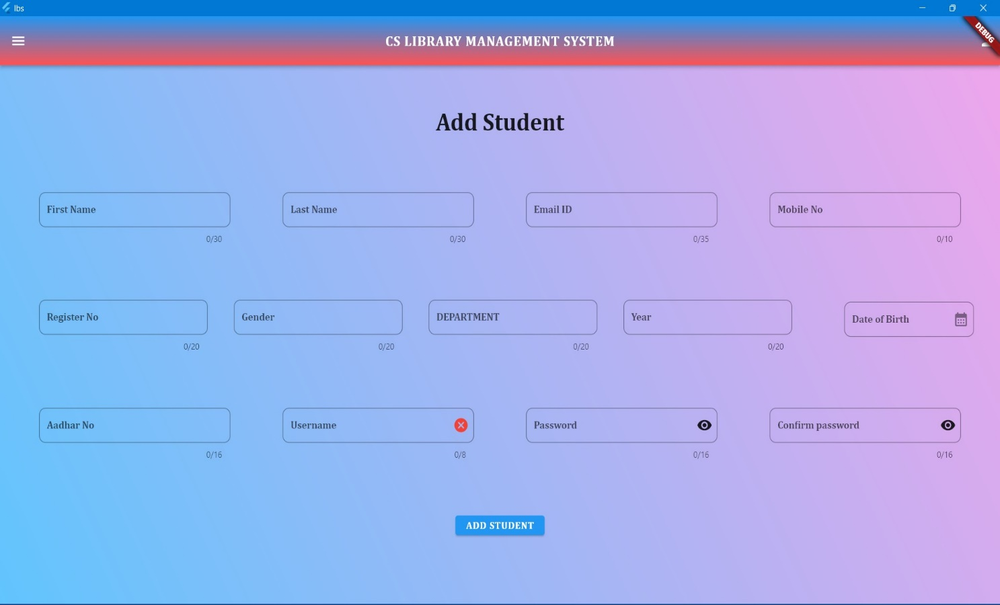 lbs
DEBUG
CS LIBRARY MANAGEMENT SYSTEM
Add Student
First Name Last Name Email ID Mobile No
0/30 0/30 0/35 0/10
Register No Gender DEPARTMENT Year Date of Birth
0/20 0/20 0/20 0/20
Aadhar No Username Password Confirm password
0/16 0/8 0/16 0/16
ADD STUDENT